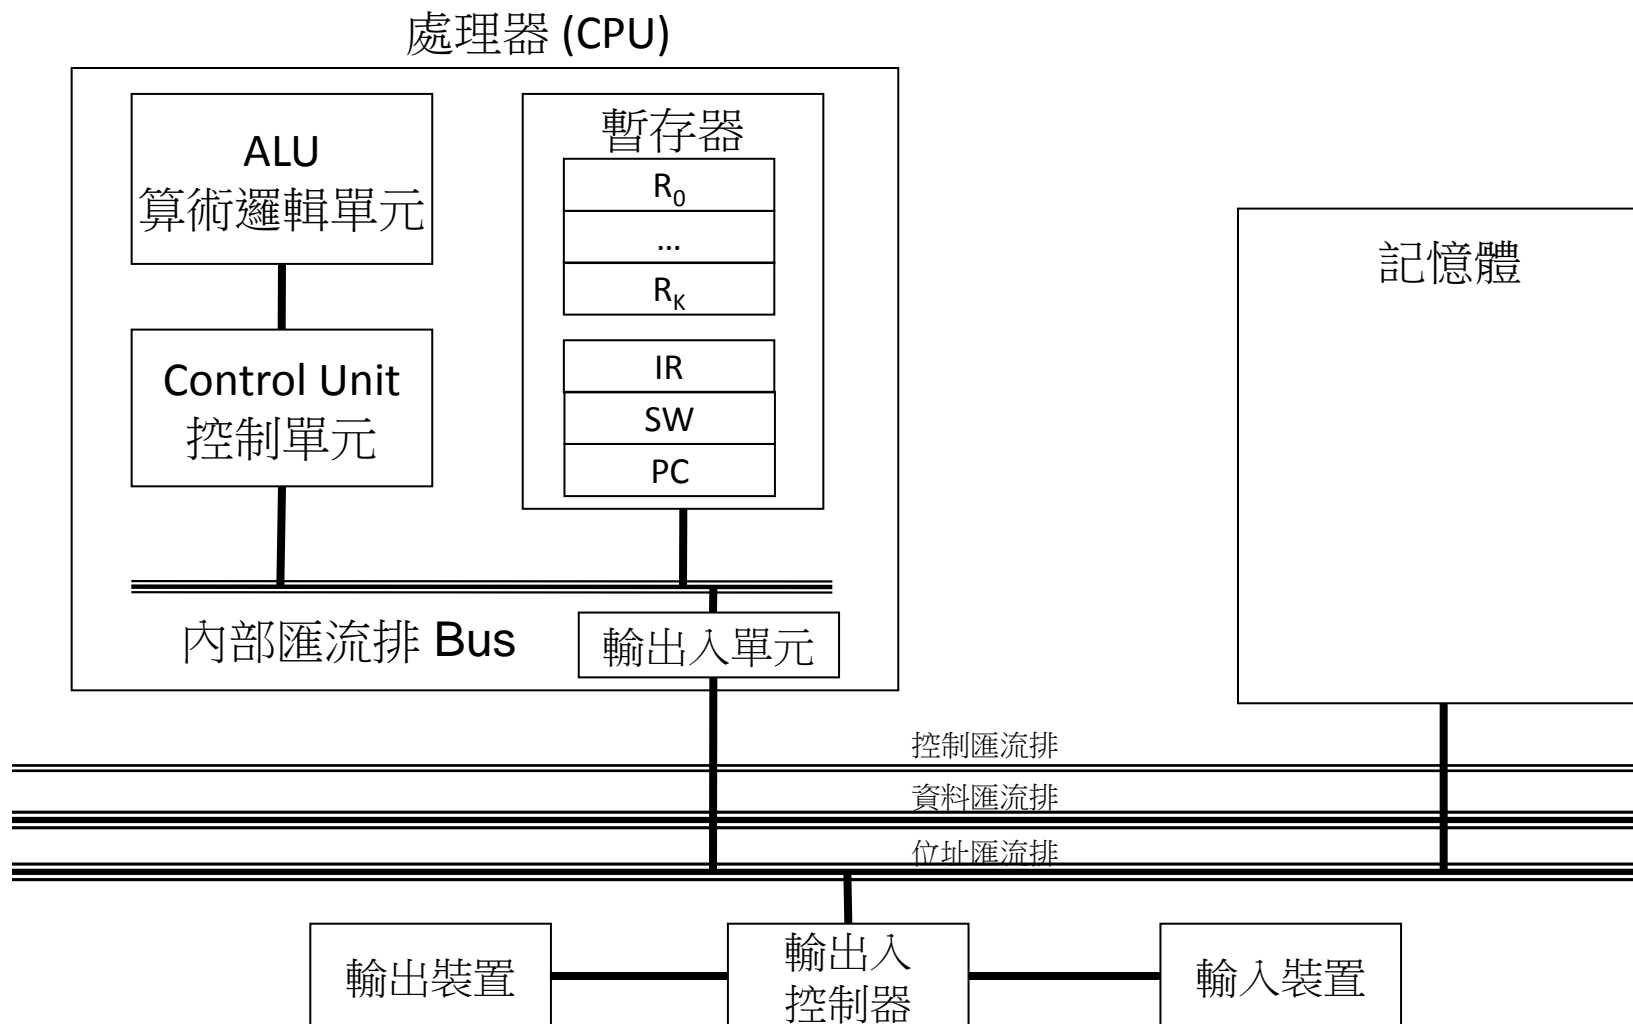 處理器 (CPU)
ALU
算術邏輯單元
Control Unit
控制單元
暫存器
R₀
...
Rₖ
IR
SW
PC
內部匯流排 Bus
輸出入單元
記憶體
控制匯流排
資料匯流排
位址匯流排
輸出裝置
輸出入
控制器
輸入裝置